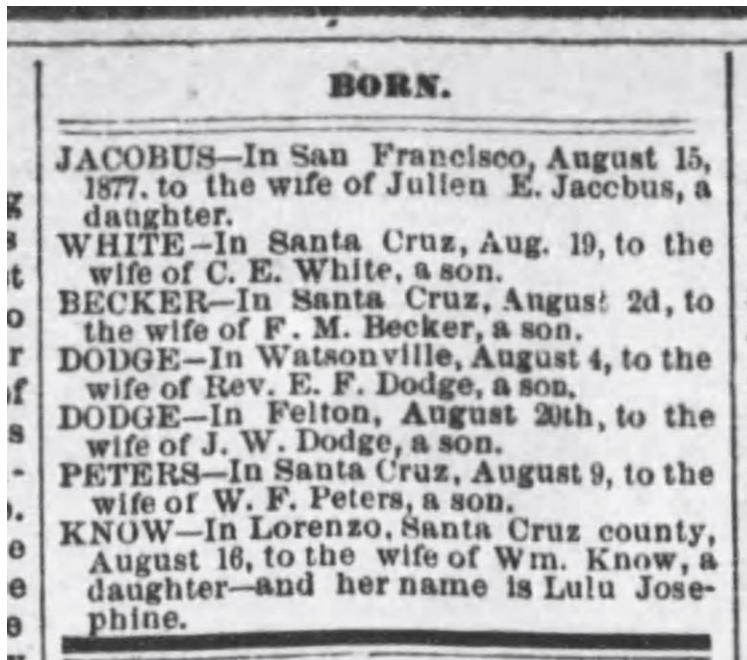 BORN.
JACOBUS—In San Francisco, August 15,
1877. to the wife of Julien E. Jaccbus, a
daughter.
WHITE—In Santa Cruz, Aug. 19, to the
wife of C. E. White, a son.
BECKER—In Santa Cruz, August 2d, to
the wife of F. M. Becker, a son.
DODGE—In Watsonville, August 4, to the
wife of Rev. E. F. Dodge, a son.
DODGE—In Felton, August 20th, to the
wife of J. W. Dodge, a son.
PETERS—In Santa Cruz, August 9, to the
wife of W. F. Peters, a son.
KNOW—In Lorenzo, Santa Cruz county,
August 16, to the wife of Wm. Know, a
daughter—and her name is Lulu Jose-
phine.